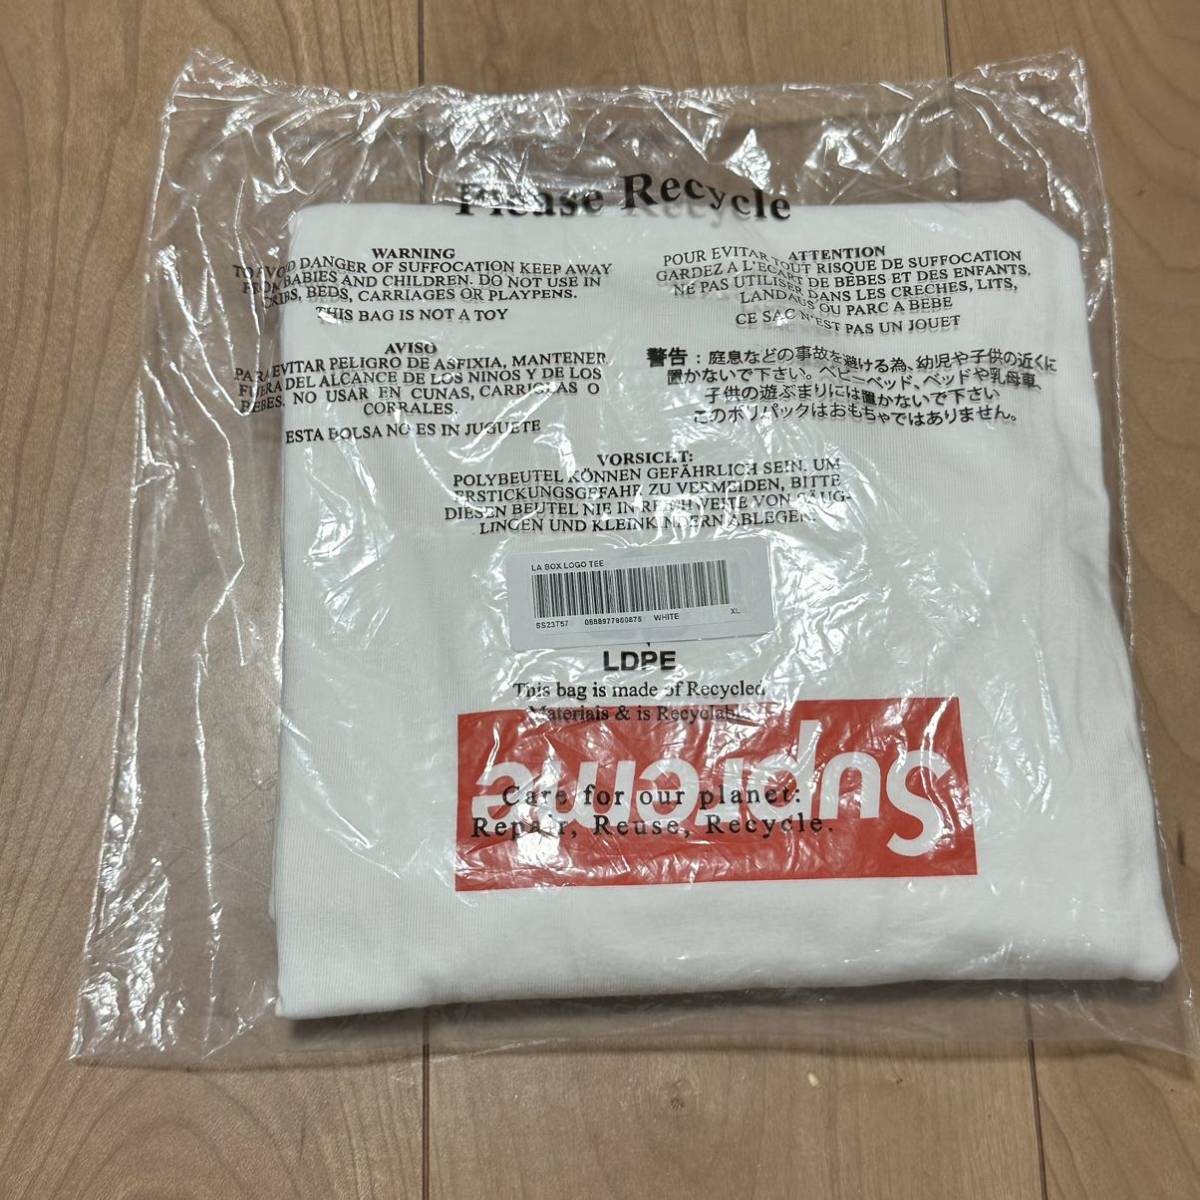 Please Recycle
WARNING
TO AVOID DANGER OF SUFFOCATION KEEP AWAY
FROM BABIES AND CHILDREN. DO NOT USE IN
CRIBS, BEDS, CARRIAGES OR PLAYPENS.
THIS BAG IS NOT A TOY
ATTENTION
POUR EVITAR TOUT RISQUE DE SUFFOCATION
GARDEZ A L'ECART DE BÉBES ET DES ENFANTS.
NE PAS UTILISER DANS LES CRECHES, LITS,
LANDAUS OU PARC A BEBE
CE SAC N'EST PAS UN JOUET
AVISO
PARA EVITAR PELIGRO DE ASFIXIA, MANTENER
FUERA DEL ALCANCE DE LOS NINOS Y DE LOS
BEBES. NO USAR EN CUNAS, CARRIGLAS O
CORRALES.
ESTA BOLSA NO ES IN JUGUETE
警告：窒息などの事故を避ける為、幼児や子供の近くに
置かないで下さい。ベビーベッド、ベッドや乳母車、
子供の遊ぶまりには置かないで下さい
このポリパックはおもちゃではありません。
VORSICHT:
POLYBEUTEL KÖNNEN GEFÄHRLICH SEIN. UM
ERSTICKUNGSGEFAHR ZU VERMEIDEN, BITTE
DIESEN BEUTEL NIE IN REICHWEITE VON SÄUG-
LINGEN UND KLEINKINDERN ABLEGEN.
LA BOX LOGO TEE
SS23T57 0888977960875 WHITE XL
LDPE
This bag is made of Recycled
Materials & is Recyclable.
Supreme
Care for our planet:
Repair, Reuse, Recycle.